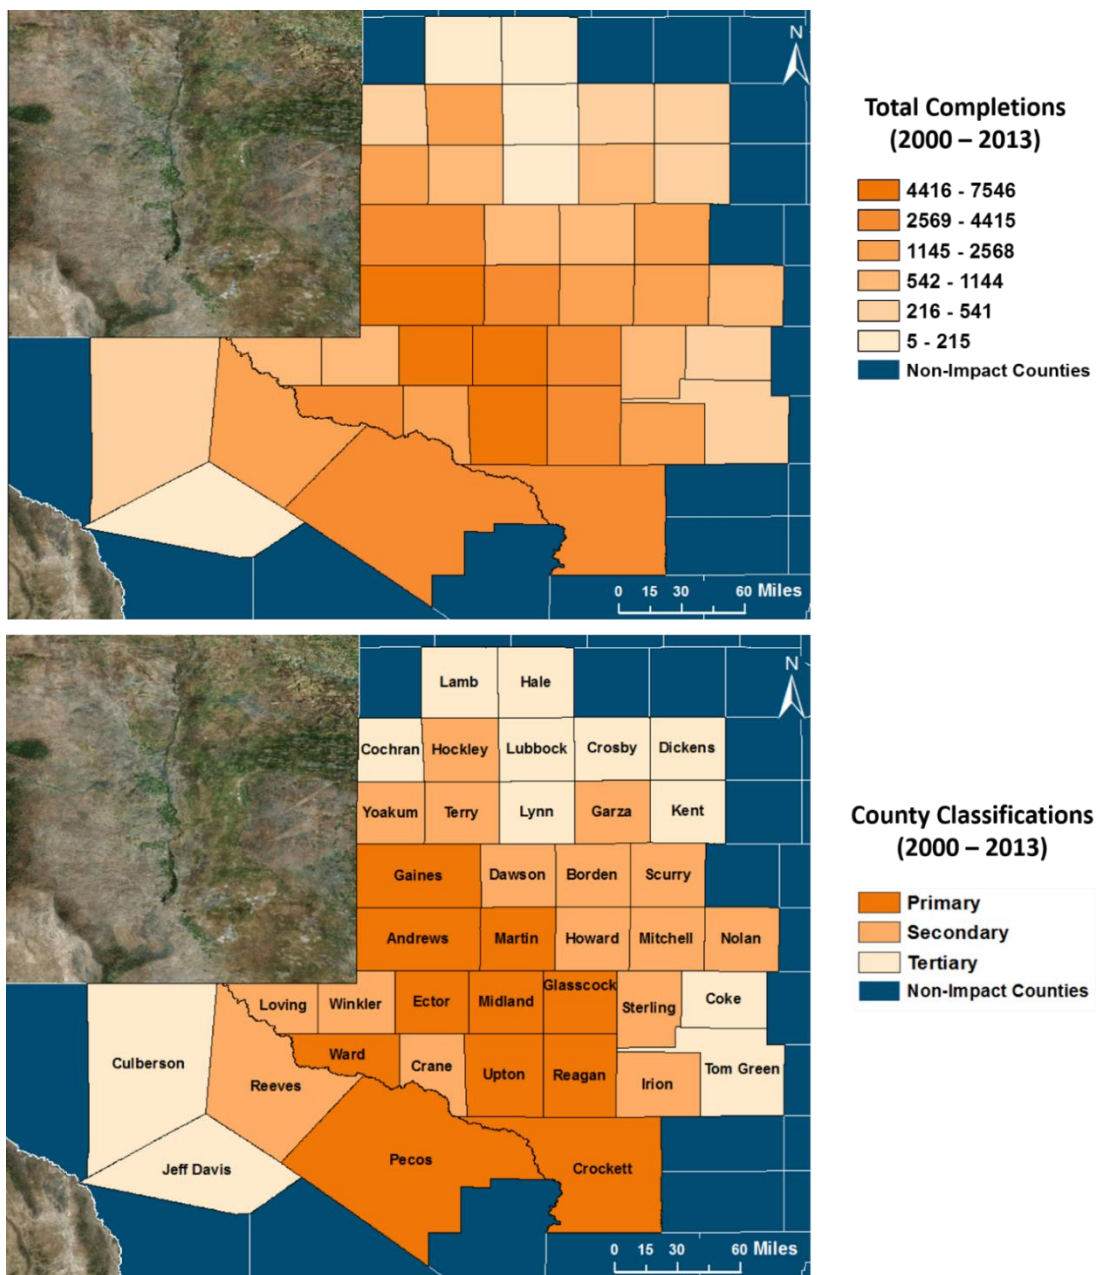 N
Total Completions
(2000 – 2013)
4416 - 7546
2569 - 4415
1145 - 2568
542 - 1144
216 - 541
5 - 215
Non-Impact Counties
0 15 30 60 Miles
N
Lamb Hale
Cochran Hockley Lubbock Crosby Dickens
Yoakum Terry Lynn Garza Kent
Gaines Dawson Borden Scurry
Andrews Martin Howard Mitchell Nolan
Loving Winkler Ector Midland Glasscock Sterling Coke
Culberson Reeves Ward Crane Upton Reagan Irion Tom Green
Jeff Davis Pecos Crockett
County Classifications
(2000 – 2013)
Primary
Secondary
Tertiary
Non-Impact Counties
0 15 30 60 Miles